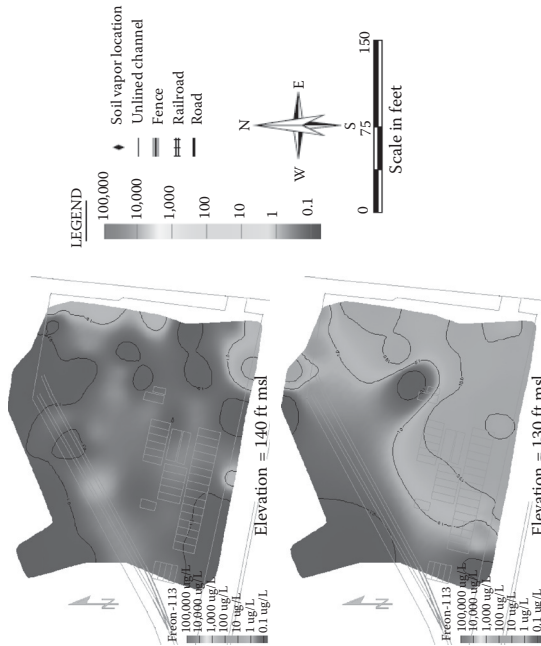 LEGEND
100,000
10,000
1,000
100
10
1
0.1
Soil vapor location
Unlined channel
Fence
Railroad
Road
N
W
E
S
0
75
150
Scale in feet
N
Freon-113
100,000 ug/L
10,000 ug/L
1,000 ug/L
100 ug/L
10 ug/L
1 ug/L
0.1 ug/L
Elevation = 140 ft msl
N
Freon-113
100,000 ug/L
10,000 ug/L
1,000 ug/L
100 ug/L
10 ug/L
1 ug/L
0.1 ug/L
Elevation = 130 ft msl